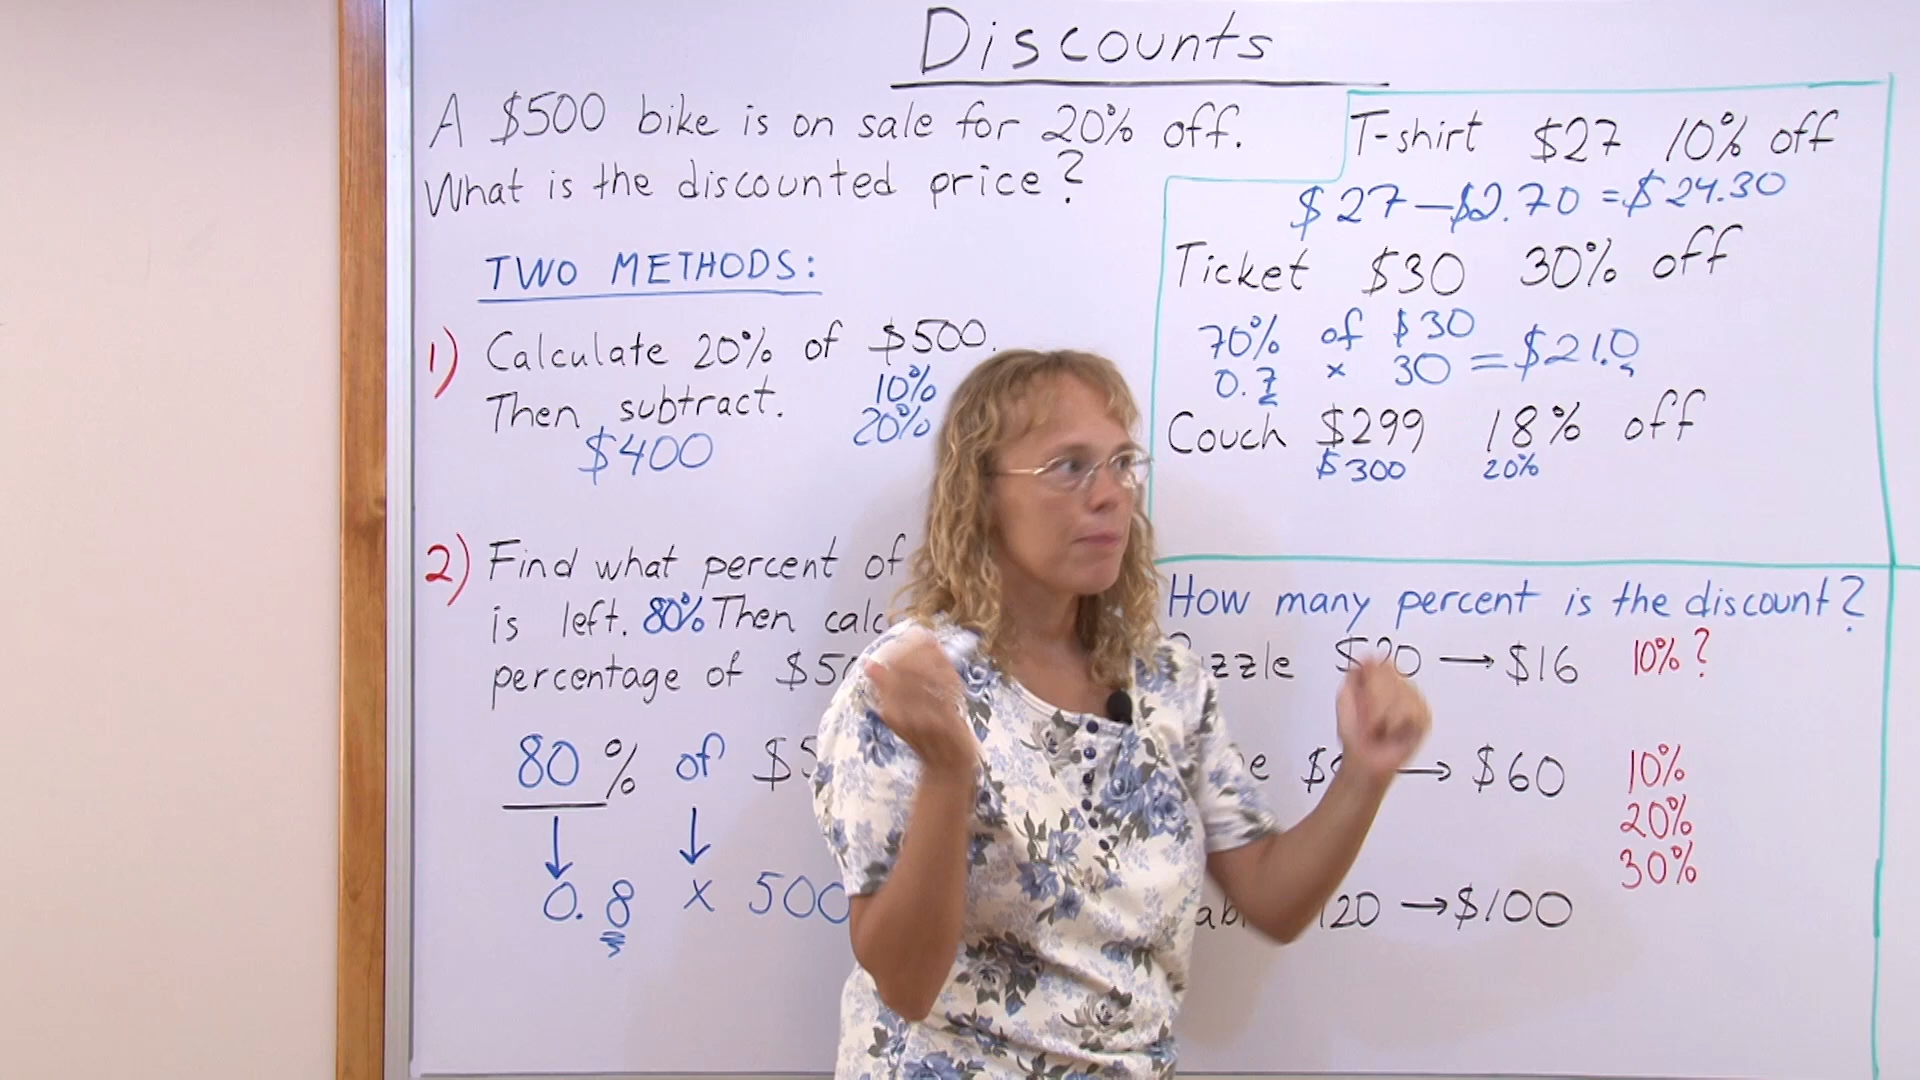 Discounts
A $500 bike is on sale for 20% off.
What is the discounted price?
TWO METHODS:
1) Calculate 20% of $500.
Then subtract. 10%
$400 20%
2) Find what percent of
is left. 80% Then calc
percentage of $50
80% of $5
0.8 x 500
T-shirt $27 10% off
$27 – $2.70 = $24.30
Ticket $30 30% off
70% of $30
0.7 x 30 = $21.0
Couch $299 18% off
$300 20%
How many percent is the discount?
$20 → $16 10%?
→ $60 10%
20%
30%
120 → $100